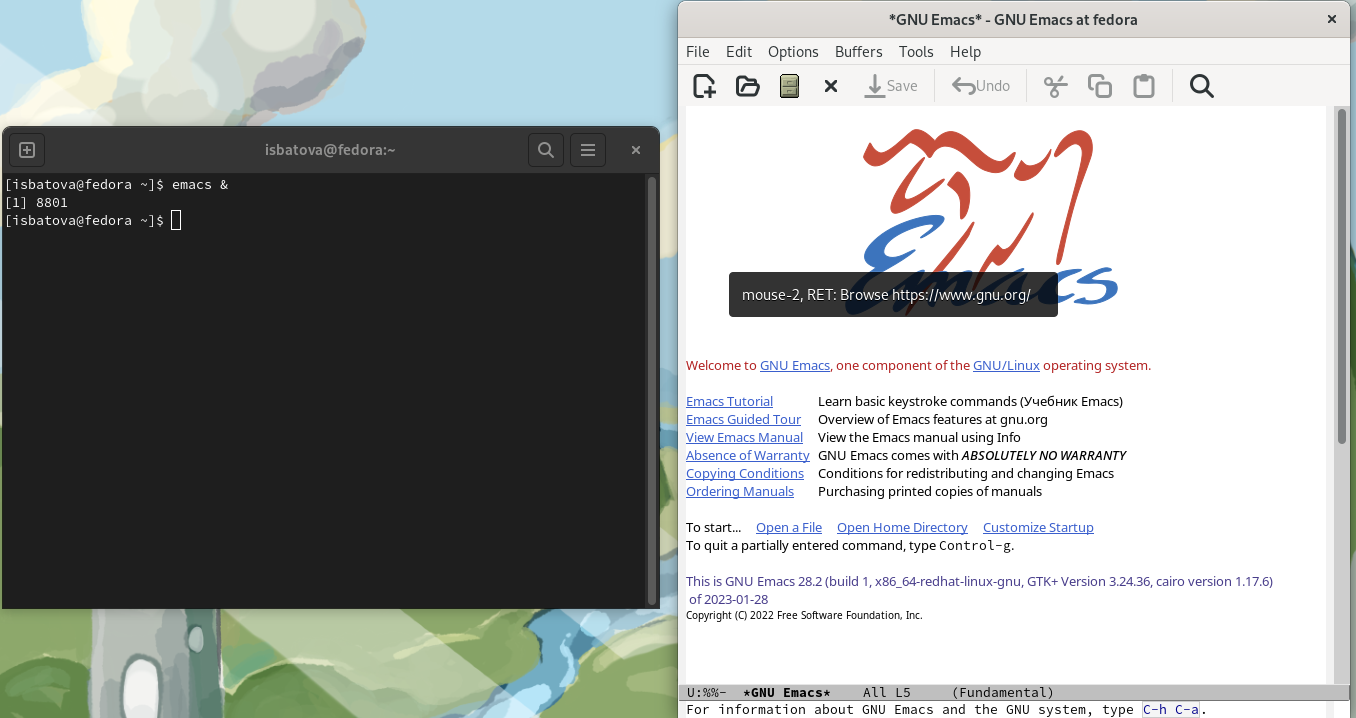 isbatova@fedora:~
[isbatova@fedora ~]$ emacs &
[1] 8801
[isbatova@fedora ~]$
*GNU Emacs* - GNU Emacs at fedora
File Edit Options Buffers Tools Help
Save Undo
Emacs
mouse-2, RET: Browse https://www.gnu.org/
Welcome to GNU Emacs, one component of the GNU/Linux operating system.
Emacs Tutorial Learn basic keystroke commands (Учебник Emacs)
Emacs Guided Tour Overview of Emacs features at gnu.org
View Emacs Manual View the Emacs manual using Info
Absence of Warranty GNU Emacs comes with ABSOLUTELY NO WARRANTY
Copying Conditions Conditions for redistributing and changing Emacs
Ordering Manuals Purchasing printed copies of manuals
To start... Open a File Open Home Directory Customize Startup
To quit a partially entered command, type Control-g.
This is GNU Emacs 28.2 (build 1, x86_64-redhat-linux-gnu, GTK+ Version 3.24.36, cairo version 1.17.6)
of 2023-01-28
Copyright (C) 2022 Free Software Foundation, Inc.
U:%%- *GNU Emacs* All L5 (Fundamental)
For information about GNU Emacs and the GNU system, type C-h C-a.